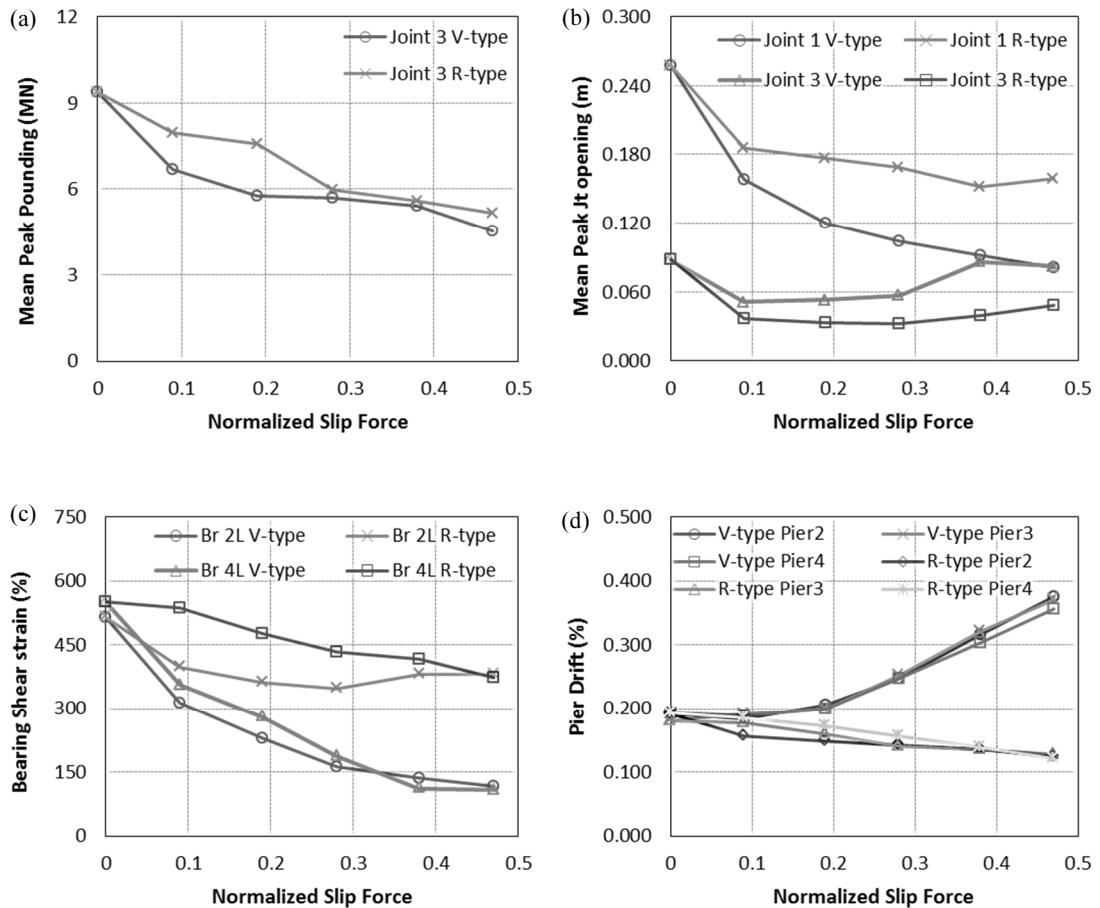 (a)
Mean Peak Pounding (MN)
12
9
6
3
0
Joint 3 V-type
Joint 3 R-type
0 0.1 0.2 0.3 0.4 0.5
Normalized Slip Force
(b)
Mean Peak Jt opening (m)
0.300
0.240
0.180
0.120
0.060
0.000
Joint 1 V-type Joint 1 R-type
Joint 3 V-type Joint 3 R-type
0 0.1 0.2 0.3 0.4 0.5
Normalized Slip Force
(c)
Bearing Shear strain (%)
750
600
450
300
150
0
Br 2L V-type Br 2L R-type
Br 4L V-type Br 4L R-type
0 0.1 0.2 0.3 0.4 0.5
Normalized Slip Force
(d)
Pier Drift (%)
0.500
0.400
0.300
0.200
0.100
0.000
V-type Pier2 V-type Pier3
V-type Pier4 R-type Pier2
R-type Pier3 R-type Pier4
0 0.1 0.2 0.3 0.4 0.5
Normalized Slip Force